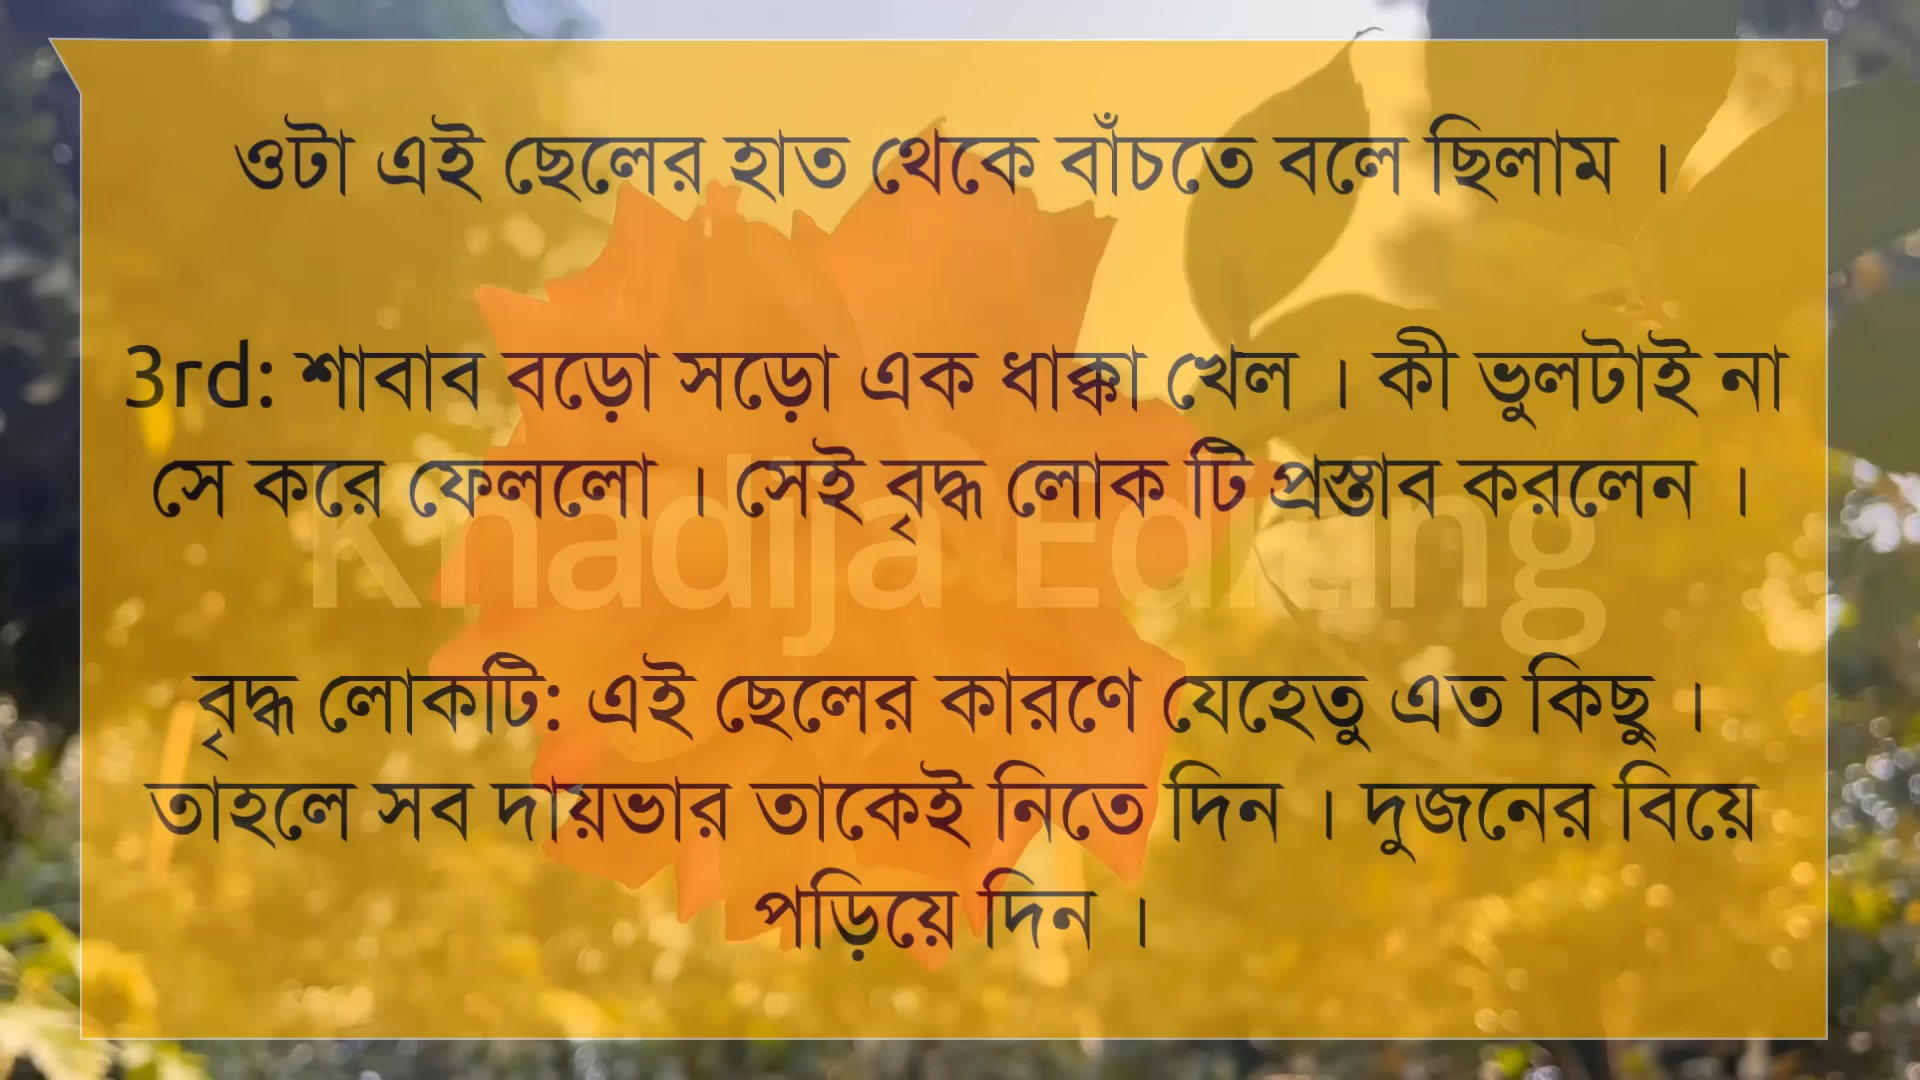 ওটা এই ছেলের হাত থেকে বাঁচতে বলে ছিলাম ।
3rd: শাবাব বড়ো সড়ো এক ধাক্কা খেল । কী ভুলটাই না
সে করে ফেললো । সেই বৃদ্ধ লোক টি প্রস্তাব করলেন ।
Khadija Editing
বৃদ্ধ লোকটি: এই ছেলের কারণে যেহেতু এত কিছু ।
তাহলে সব দায়ভার তাকেই নিতে দিন । দুজনের বিয়ে
পড়িয়ে দিন ।